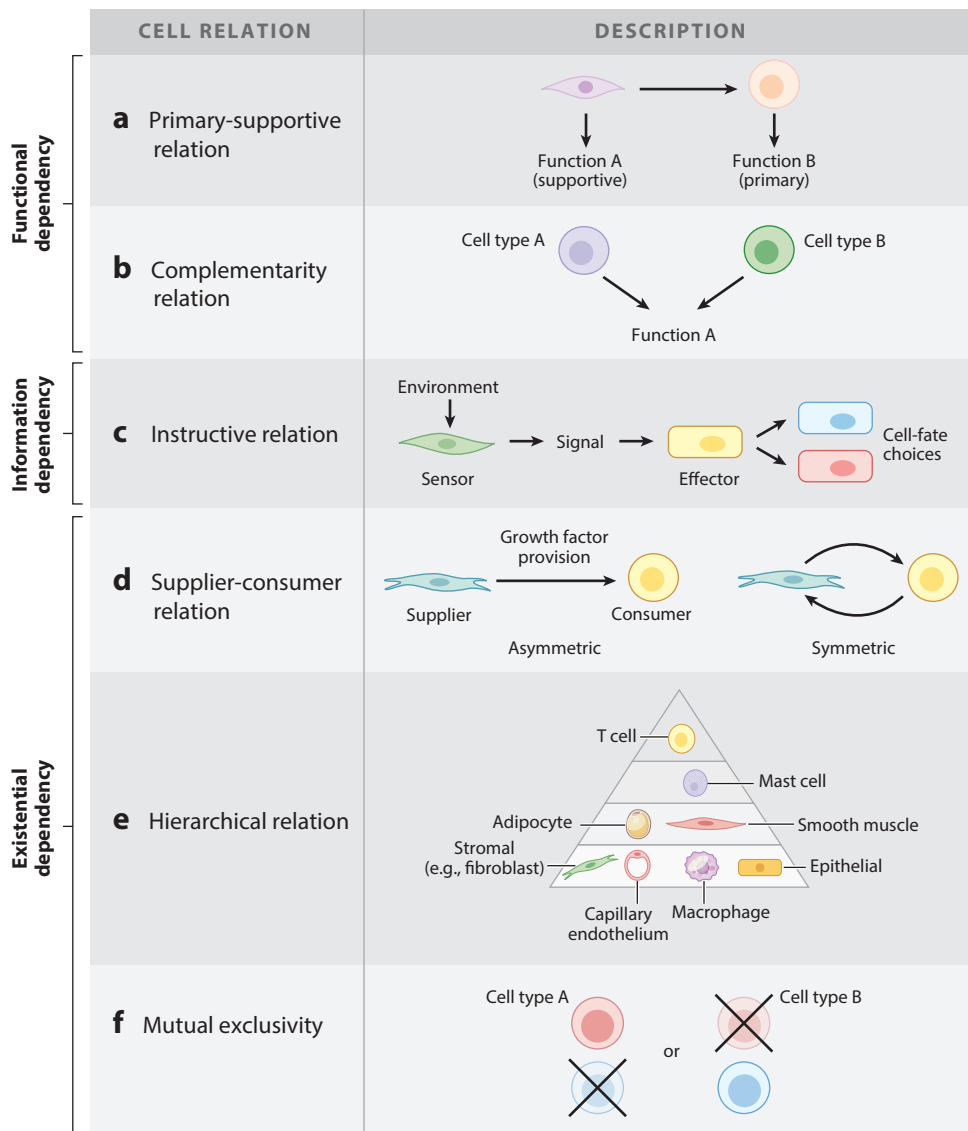 CELL RELATION
DESCRIPTION
Functional
dependency
a Primary-supportive
relation
Function A
(supportive)
Function B
(primary)
b Complementarity
relation
Cell type A
Cell type B
Function A
Information
dependency
c Instructive relation
Environment
Sensor
Signal
Effector
Cell-fate
choices
Existential
dependency
d Supplier-consumer
relation
Growth factor
provision
Supplier
Consumer
Asymmetric
Symmetric
e Hierarchical relation
T cell
Mast cell
Adipocyte
Smooth muscle
Stromal
(e.g., fibroblast)
Epithelial
Capillary
endothelium
Macrophage
f Mutual exclusivity
Cell type A
Cell type B
or